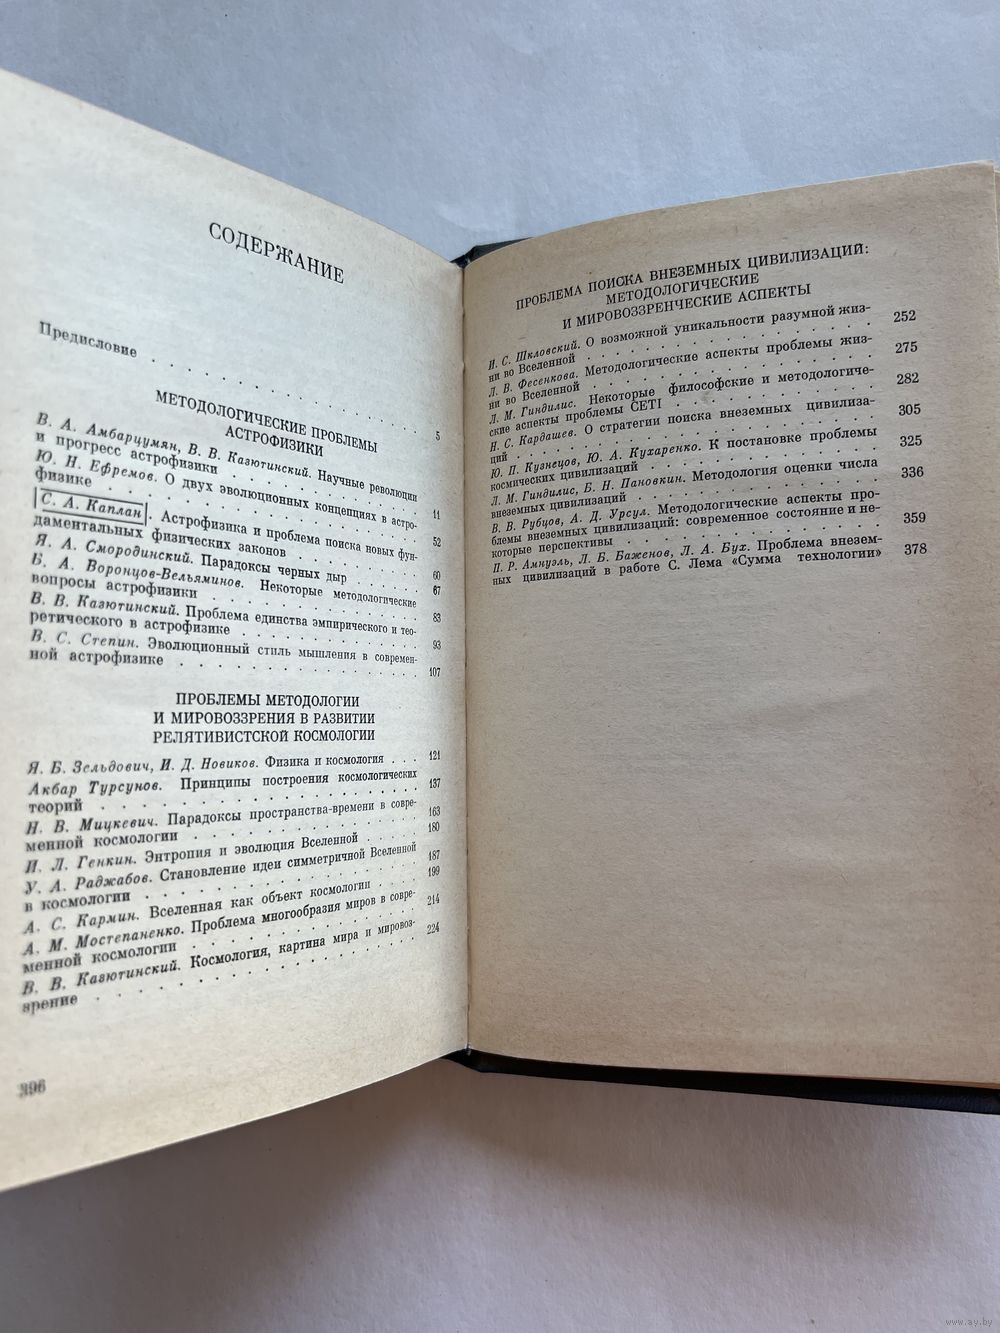 СОДЕРЖАНИЕ
Предисловие . . . . . . . . . . . . 5
МЕТОДОЛОГИЧЕСКИЕ ПРОБЛЕМЫ
АСТРОФИЗИКИ
В. А. Амбарцумян, В. В. Казютинский. Научные революции
и прогресс астрофизики . . . . . . . . . 11
Ю. Н. Ефремов. О двух эволюционных концепциях в астро-
физике . . . . . . . . . . . . . 52
С. А. Каплан. Астрофизика и проблема поиска новых фун-
даментальных физических законов . . . . . . 60
Я. А. Смородинский. Парадоксы черных дыр . . . . . 67
Б. А. Воронцов-Вельяминов. Некоторые методологические
вопросы астрофизики . . . . . . . . . . 83
В. В. Казютинский. Проблема единства эмпирического и тео-
ретического в астрофизике . . . . . . . . . 93
В. С. Степин. Эволюционный стиль мышления в современ-
ной астрофизике . . . . . . . . . . . 107
ПРОБЛЕМЫ МЕТОДОЛОГИИ
И МИРОВОЗЗРЕНИЯ В РАЗВИТИИ
РЕЛЯТИВИСТСКОЙ КОСМОЛОГИИ
Я. Б. Зельдович, И. Д. Новиков. Физика и космология . . . 121
Акбар Турсунов. Принципы построения космологических
теорий . . . . . . . . . . . . . 137
Н. В. Мицкевич. Парадоксы пространства-времени в совре-
менной космологии . . . . . . . . . . 163
И. Л. Генкин. Энтропия и эволюция Вселенной . . . . 180
У. А. Раджабов. Становление идеи симметричной Вселенной
в космологии . . . . . . . . . . . . 187
А. С. Кармин. Вселенная как объект космологии . . . . 199
А. М. Мостепаненко. Проблема многообразия миров в совре-
менной космологии . . . . . . . . . . 214
В. В. Казютинский. Космология, картина мира и мировоз-
зрение . . . . . . . . . . . . . 224
396
ПРОБЛЕМА ПОИСКА ВНЕЗЕМНЫХ ЦИВИЛИЗАЦИЙ:
МЕТОДОЛОГИЧЕСКИЕ
И МИРОВОЗЗРЕНЧЕСКИЕ АСПЕКТЫ
И. С. Шкловский. О возможной уникальности разумной жиз-
ни во Вселенной . . . . . . . . . . . 252
Л. В. Фесенкова. Методологические аспекты проблемы жиз-
ни во Вселенной . . . . . . . . . . . 275
Л. М. Гиндилис. Некоторые философские и методологиче-
ские аспекты проблемы CETI . . . . . . . . 282
Н. С. Кардашев. О стратегии поиска внеземных цивилиза-
ций . . . . . . . . . . . . . . 305
Ю. П. Кузнецов, Ю. А. Кухаренко. К постановке проблемы
космических цивилизаций . . . . . . . . . 325
Л. М. Гиндилис, Б. Н. Пановкин. Методология оценки числа
внеземных цивилизаций . . . . . . . . . 336
В. В. Рубцов, А. Д. Урсул. Методологические аспекты про-
блемы внеземных цивилизаций: современное состояние и не-
которые перспективы . . . . . . . . . . 359
П. Р. Амнуэль, Л. Б. Баженов, Л. А. Бух. Проблема внезем-
ных цивилизаций в работе С. Лема «Сумма технологии» 378
www.ay.by